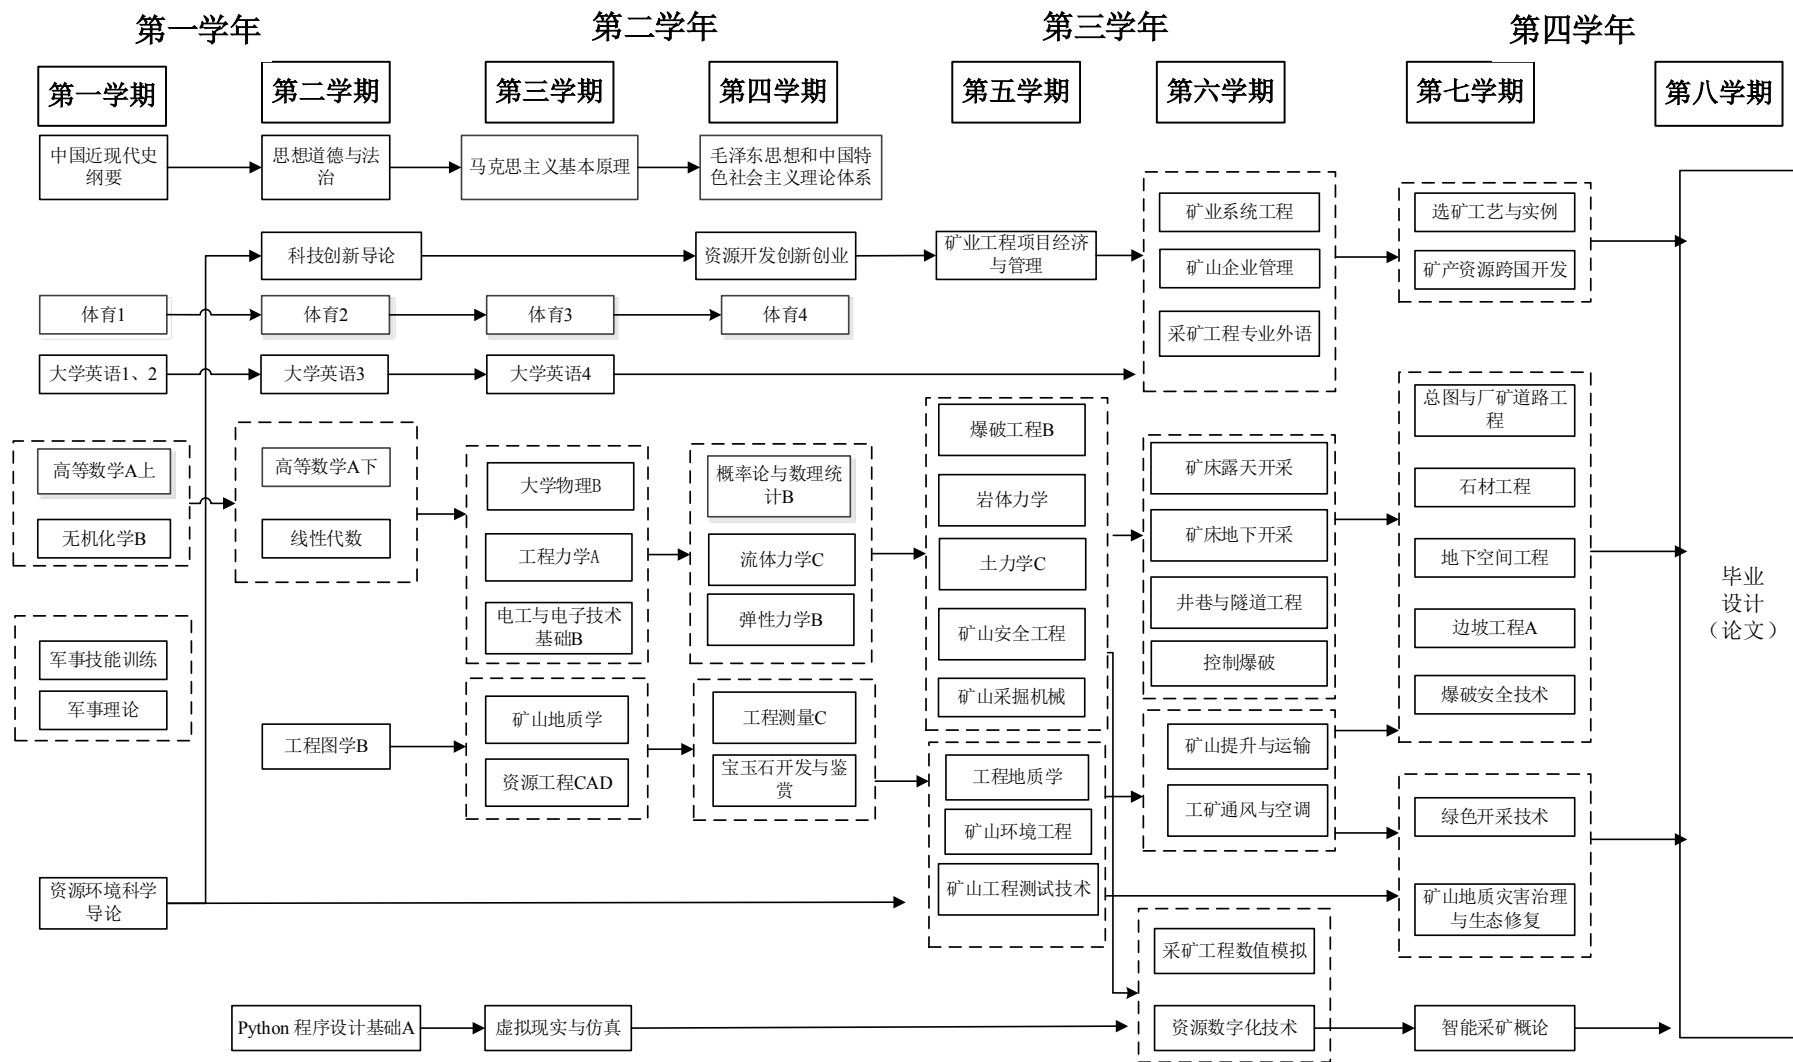 第一学年
第二学年
第三学年
第四学年
第一学期
第二学期
第三学期
第四学期
第五学期
第六学期
第七学期
第八学期
中国近现代史
纲要
思想道德与法
治
马克思主义基本原理
毛泽东思想和中国特
色社会主义理论体系
科技创新导论
资源开发创新创业
矿业工程项目经济
与管理
矿业系统工程
矿山企业管理
采矿工程专业外语
选矿工艺与实例
矿产资源跨国开发
体育1
体育2
体育3
体育4
大学英语1、2
大学英语3
大学英语4
高等数学A上
无机化学B
高等数学A下
线性代数
大学物理B
工程力学A
电工与电子技术
基础B
概率论与数理统
计B
流体力学C
弹性力学B
爆破工程B
岩体力学
土力学C
矿山安全工程
矿山采掘机械
矿床露天开采
矿床地下开采
井巷与隧道工程
控制爆破
总图与厂矿道路工
程
石材工程
地下空间工程
边坡工程A
爆破安全技术
毕业
设计
（论文）
军事技能训练
军事理论
工程图学B
矿山地质学
资源工程CAD
工程测量C
宝玉石开发与鉴
赏
工程地质学
矿山环境工程
矿山工程测试技术
矿山提升与运输
工矿通风与空调
绿色开采技术
矿山地质灾害治理
与生态修复
资源环境科学
导论
采矿工程数值模拟
资源数字化技术
Python 程序设计基础A
虚拟现实与仿真
智能采矿概论